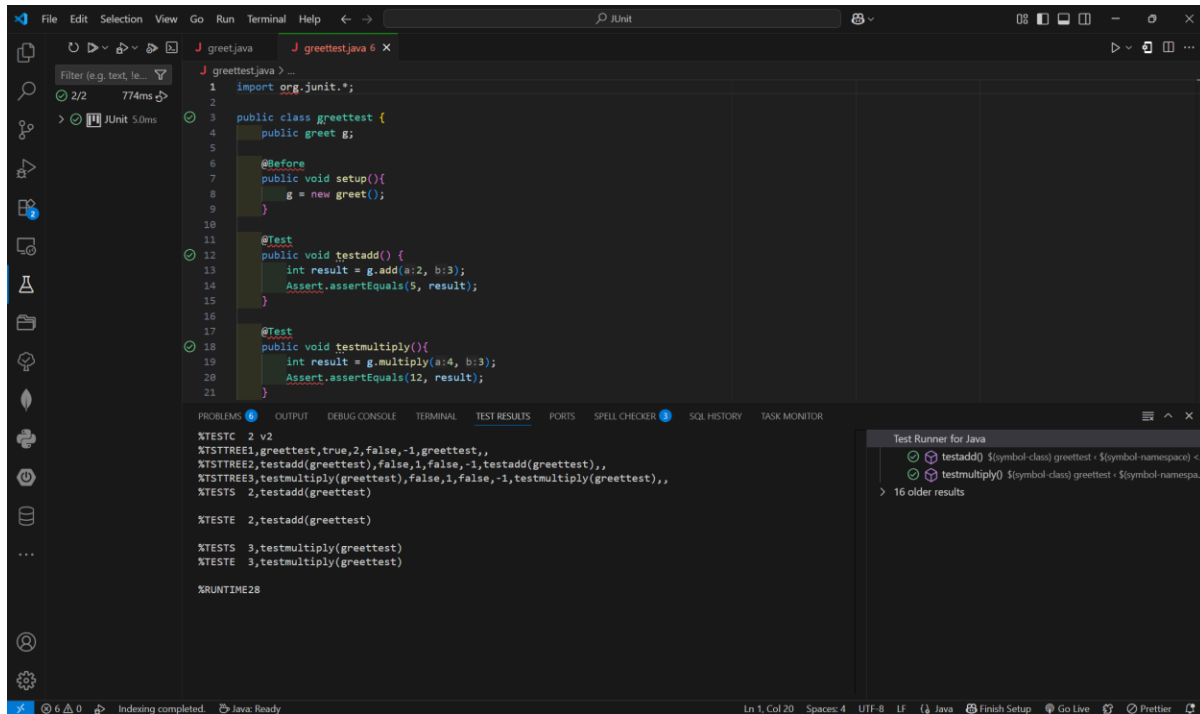 File Edit Selection View Go Run Terminal Help JUnit
J greet.java J greettest.java 6
Filter (e.g. text, !e...
2/2 774ms
JUnit 5.0ms
J greettest.java > ...
1 import org.junit.*;
2
3 public class greettest {
4 public greet g;
5
6 @Before
7 public void setup(){
8 g = new greet();
9 }
10
11 @Test
12 public void testadd() {
13 int result = g.add(a:2, b:3);
14 Assert.assertEquals(5, result);
15 }
16
17 @Test
18 public void testmultiply(){
19 int result = g.multiply(a:4, b:3);
20 Assert.assertEquals(12, result);
21 }
2
PROBLEMS 6 OUTPUT DEBUG CONSOLE TERMINAL TEST RESULTS PORTS SPELL CHECKER 3 SQL HISTORY TASK MONITOR
%TESTC 2 v2
%TSTTREE1,greettest,true,2,false,-1,greettest,,
%TSTTREE2,testadd(greettest),false,1,false,-1,testadd(greettest),,
%TSTTREE3,testmultiply(greettest),false,1,false,-1,testmultiply(greettest),,
%TESTS 2,testadd(greettest)
%TESTE 2,testadd(greettest)
%TESTS 3,testmultiply(greettest)
%TESTE 3,testmultiply(greettest)
%RUNTIME28
Test Runner for Java
testadd() $(symbol-class) greettest < $(symbol-namespace) <...
testmultiply() $(symbol-class) greettest < $(symbol-namespa...
16 older results
6 0 Indexing completed. Java: Ready Ln 1, Col 20 Spaces: 4 UTF-8 LF Java Finish Setup Go Live Prettier